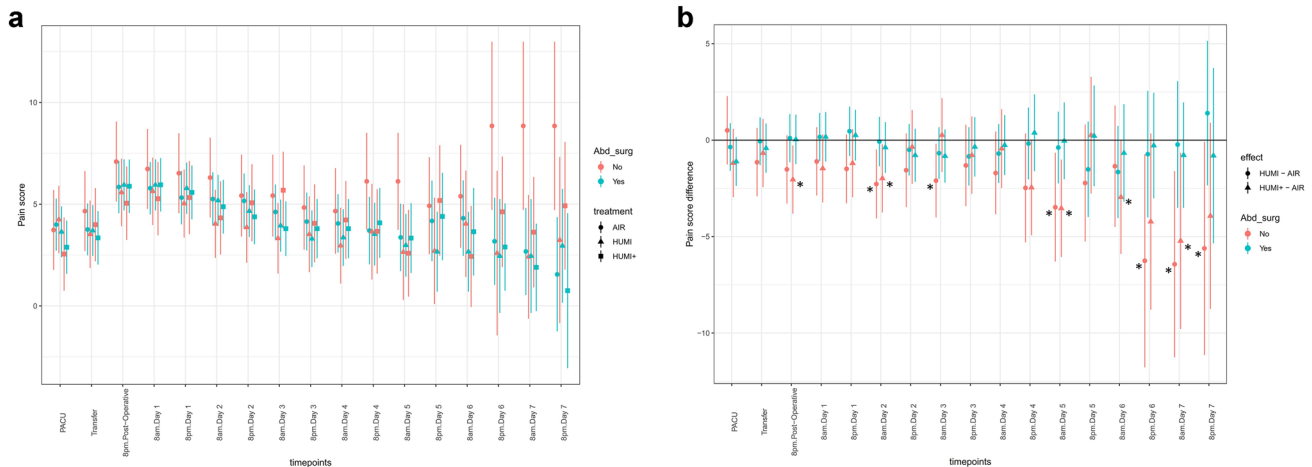 a
Pain score
10
5
0
PACU
Transfer
8pm.Post-Operative
8am.Day 1
8pm.Day 1
8am.Day 2
8pm.Day 2
8am.Day 3
8pm.Day 3
8am.Day 4
8pm.Day 4
8am.Day 5
8pm.Day 5
8am.Day 6
8pm.Day 6
8am.Day 7
8pm.Day 7
timepoints
Abd_surg
No
Yes
treatment
AIR
HUMI
HUMI+
b
Pain score difference
5
0
-5
-10
* * * * * * * * * * *
PACU
Transfer
8pm.Post-Operative
8am.Day 1
8pm.Day 1
8am.Day 2
8pm.Day 2
8am.Day 3
8pm.Day 3
8am.Day 4
8pm.Day 4
8am.Day 5
8pm.Day 5
8am.Day 6
8pm.Day 6
8am.Day 7
8pm.Day 7
timepoints
effect
HUMI - AIR
HUMI+ - AIR
Abd_surg
No
Yes